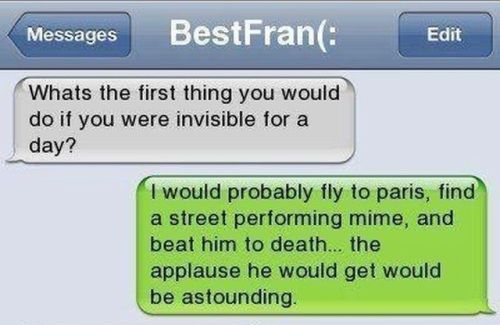 Messages
BestFran(:
Edit
Whats the first thing you would
do if you were invisible for a
day?
I would probably fly to paris, find
a street performing mime, and
beat him to death... the
applause he would get would
be astounding.